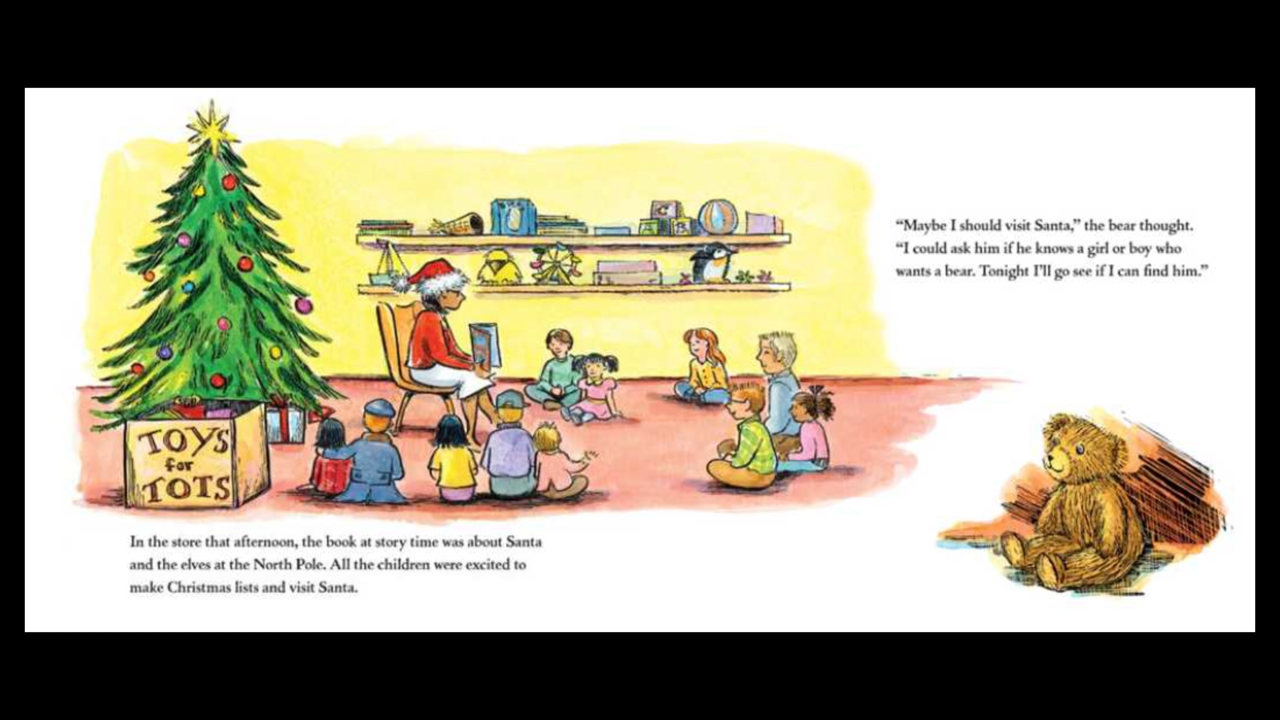 TOYS
for
TOTS
C
A B
In the store that afternoon, the book at story time was about Santa
and the elves at the North Pole. All the children were excited to
make Christmas lists and visit Santa.
“Maybe I should visit Santa,” the bear thought.
“I could ask him if he knows a girl or boy who
wants a bear. Tonight I’ll go see if I can find him.”